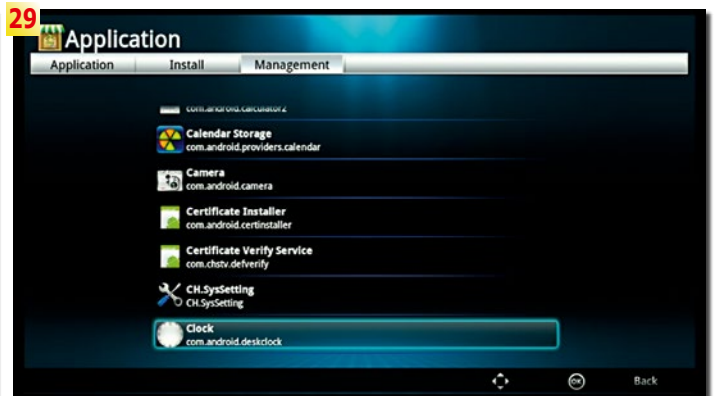 29
Application
Application Install Management
com.android.calculator2
Calendar Storage
com.android.providers.calendar
Camera
com.android.camera
Certificate Installer
com.android.certinstaller
Certificate Verify Service
com.chstv.defverify
CH.SysSetting
CH.SysSetting
Clock
com.android.deskclock
OK Back